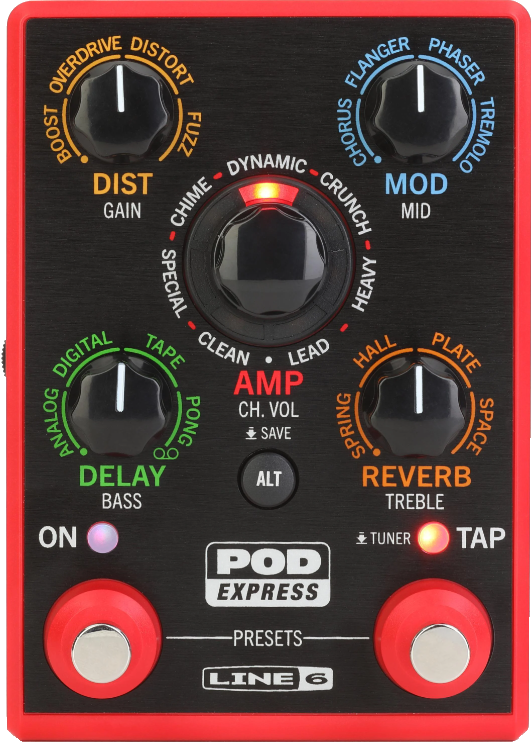 BOOST OVERDRIVE DISTORT FUZZ
DIST
GAIN
CHORUS FLANGER PHASER TREMOLO
MOD
MID
CLEAN SPECIAL CHIME DYNAMIC CRUNCH HEAVY LEAD
AMP
CH. VOL
SAVE
ANALOG DIGITAL TAPE PONG
DELAY
BASS
ALT
SPRING HALL PLATE SPACE
REVERB
TREBLE
ON
TUNER TAP
POD
EXPRESS
PRESETS
LINE 6